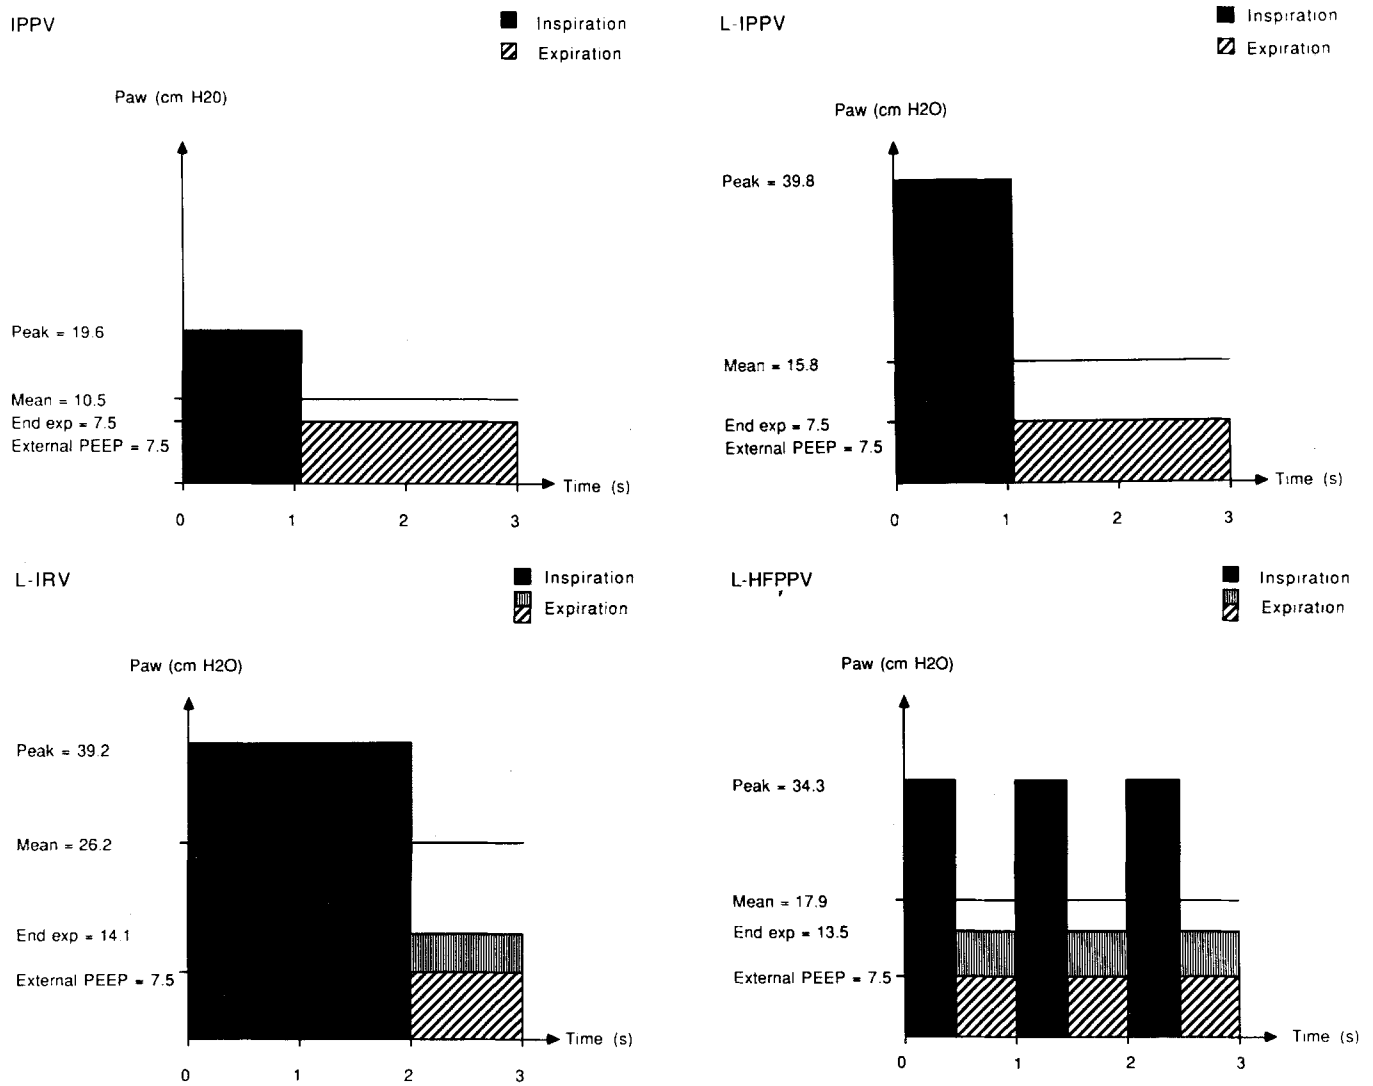 IPPV
Inspiration
Expiration
Paw (cm H20)
Peak = 19.6
Mean = 10.5
End exp = 7.5
External PEEP = 7.5
Time (s)
0 1 2 3
L-IPPV
Inspiration
Expiration
Paw (cm H2O)
Peak = 39.8
Mean = 15.8
End exp = 7.5
External PEEP = 7.5
Time (s)
0 1 2 3
L-IRV
Inspiration
Expiration
Paw (cm H2O)
Peak = 39.2
Mean = 26.2
End exp = 14.1
External PEEP = 7.5
Time (s)
0 1 2 3
L-HFPPV
Inspiration
Expiration
Paw (cm H2O)
Peak = 34.3
Mean = 17.9
End exp = 13.5
External PEEP = 7.5
Time (s)
0 1 2 3